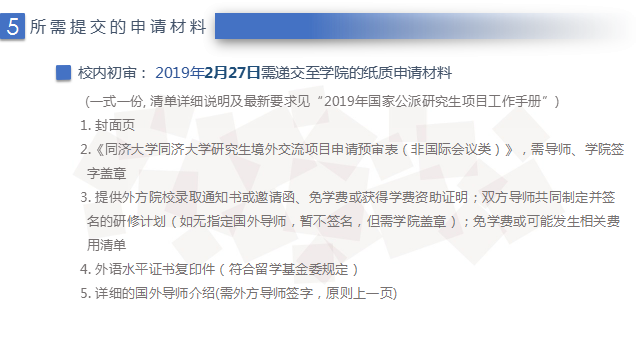 5 所需提交的申请材料
校内初审： 2019年2月27日需递交至学院的纸质申请材料
(一式一份, 清单详细说明及最新要求见“2019年国家公派研究生项目工作手册”)
1. 封面页
2.《同济大学同济大学研究生境外交流项目申请预审表（非国际会议类）》，需导师、学院签
字盖章
3. 提供外方院校录取通知书或邀请函、免学费或获得学费资助证明；双方导师共同制定并签
名的研修计划（如无指定国外导师，暂不签名，但需学院盖章）；免学费或可能发生相关费
用清单
4. 外语水平证书复印件（符合留学基金委规定）
5. 详细的国外导师介绍(需外方导师签字，原则上一页)